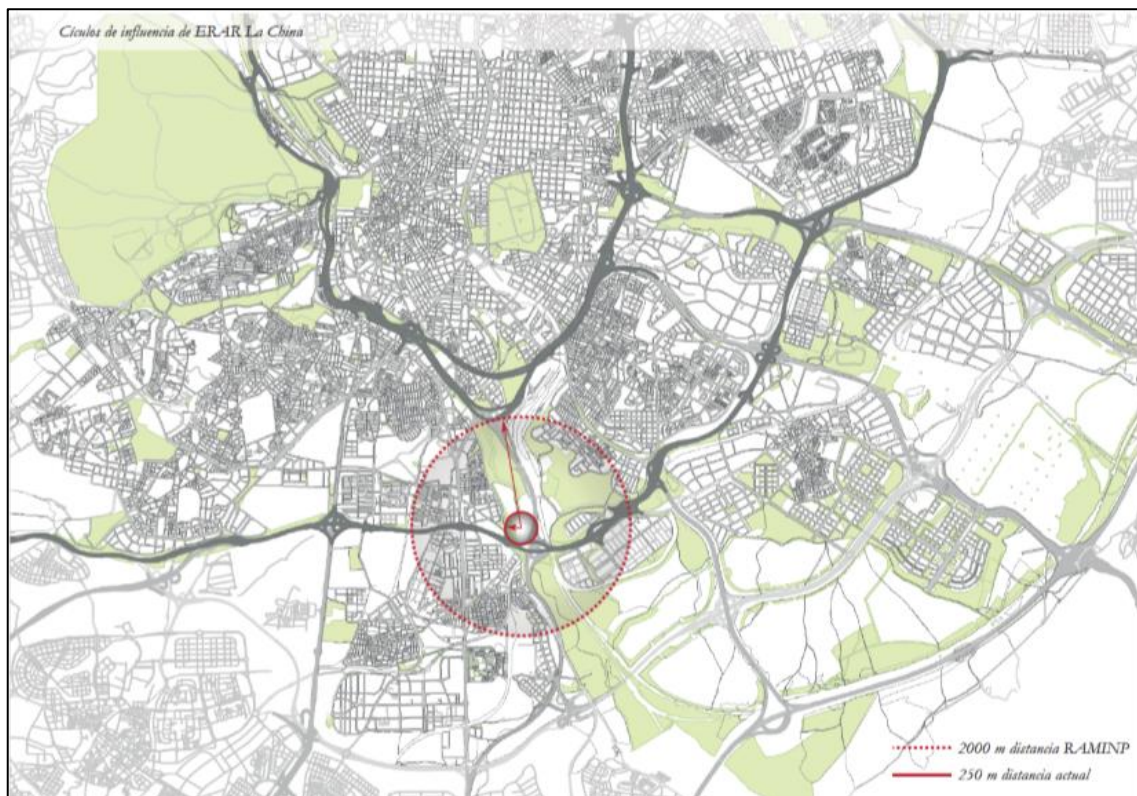 Cículos de influencia de ERAR La China
2000 m distancia RAMINP
250 m distancia actual